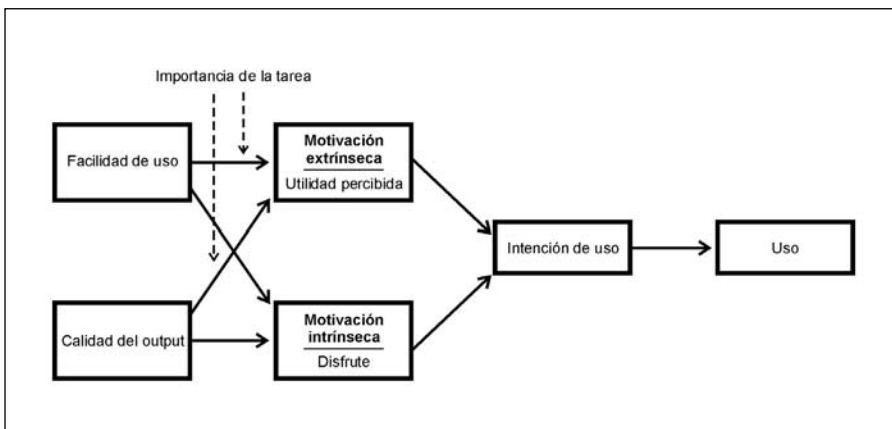 Importancia de la tarea
Facilidad de uso
Motivación
extrínseca
Utilidad percibida
Intención de uso
Uso
Calidad del output
Motivación
intrínseca
Disfrute